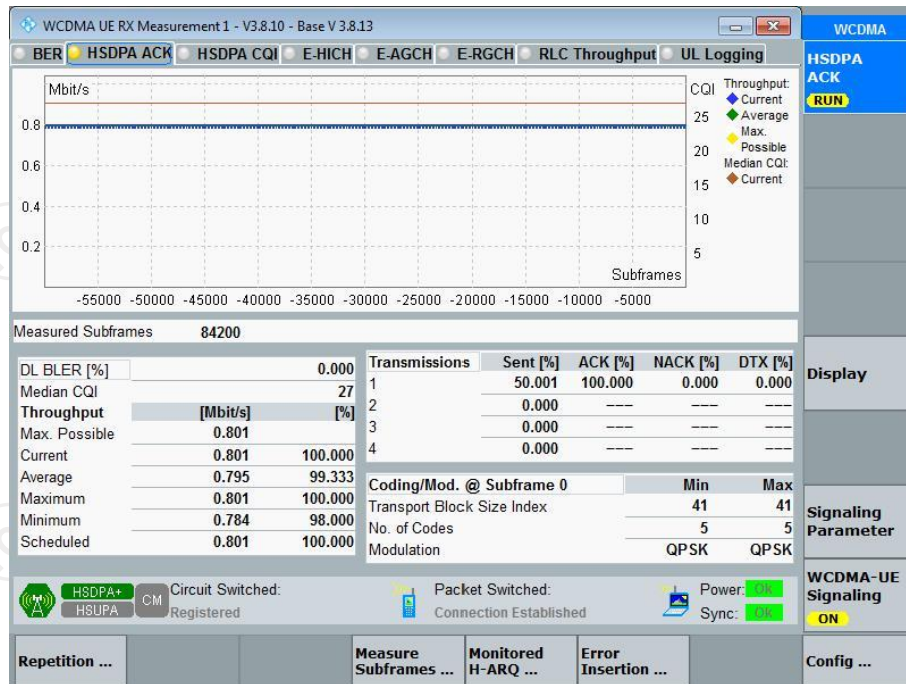 WCDMA UE RX Measurement 1 - V3.8.10 - Base V 3.8.13
BER HSDPA ACK HSDPA CQI E-HICH E-AGCH E-RGCH RLC Throughput UL Logging
Mbit/s
0.8
0.6
0.4
0.2
CQI
25
20
15
10
5
Subframes
-55000 -50000 -45000 -40000 -35000 -30000 -25000 -20000 -15000 -10000 -5000
Throughput:
Current
Average
Max.
Possible
Median CQI:
Current
Measured Subframes 84200
DL BLER [%] 0.000
Median CQI 27
Throughput [Mbit/s] [%]
Max. Possible 0.801
Current 0.801 100.000
Average 0.795 99.333
Maximum 0.801 100.000
Minimum 0.784 98.000
Scheduled 0.801 100.000
Transmissions Sent [%] ACK [%] NACK [%] DTX [%]
1 50.001 100.000 0.000 0.000
2 0.000 --- --- ---
3 0.000 --- --- ---
4 0.000 --- --- ---
Coding/Mod. @ Subframe 0 Min Max
Transport Block Size Index 41 41
No. of Codes 5 5
Modulation QPSK QPSK
HSDPA+
HSUPA
CM
Circuit Switched:
Registered
Packet Switched:
Connection Established
Power: Ok
Sync: Ok
Repetition ...
Measure
Subframes ...
Monitored
H-ARQ ...
Error
Insertion ...
Config ...
WCDMA
HSDPA
ACK
RUN
Display
Signaling
Parameter
WCDMA-UE
Signaling
ON